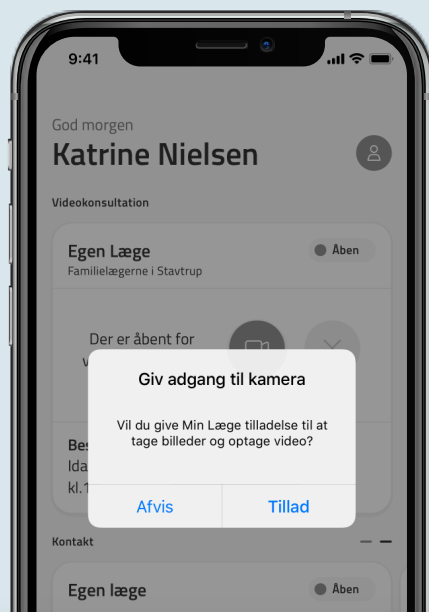 9:41
God morgen
Katrine Nielsen
Videokonsultation
Egen Læge
Åben
Familielægerne i Stavtrup
Der er åbent for
Giv adgang til kamera
Vil du give Min Læge tilladelse til at
tage billeder og optage video?
Afvis
Tillad
Ida
kl.1
Kontakt
Egen læge
Åben